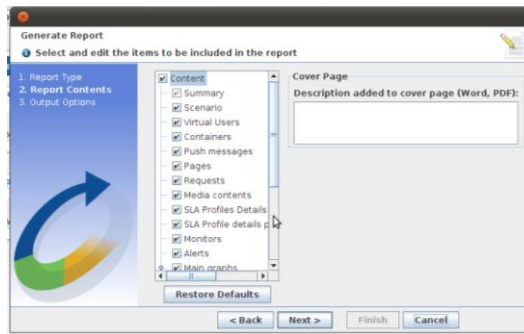 Generate Report
Select and edit the items to be included in the report
1. Report Type
2. Report Contents
3. Output Options
Content
Summary
Scenario
Virtual Users
Containers
Push messages
Pages
Requests
Media contents
SLA Profiles Details
SLA Profile details p
Monitors
Alerts
Main graphs
Restore Defaults
Cover Page
Description added to cover page (Word, PDF):
< Back
Next >
Finish
Cancel